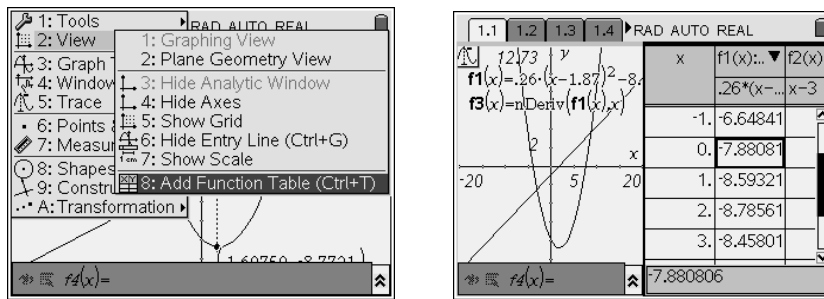 1: Tools
2: View
3: Graph T
4: Window
5: Trace
6: Points &
7: Measur
8: Shapes
9: Constru
A: Transformation
RAD AUTO REAL
1: Graphing View
2: Plane Geometry View
3: Hide Analytic Window
4: Hide Axes
5: Show Grid
6: Hide Entry Line (Ctrl+G)
7: Show Scale
8: Add Function Table (Ctrl+T)
f4(x)=
1.1 1.2 1.3 1.4 RAD AUTO REAL
12.73 y
f1(x)=.26·(x-1.87)²-8.
f3(x)=nDeriv(f1(x),x)
2 x
-20 5 20
f4(x)=
x f1(x):.. ▼ f2(x)
.26*(x-... x-3
-1. -6.64841
0. -7.88081
1. -8.59321
2. -8.78561
3. -8.45801
-7.880806